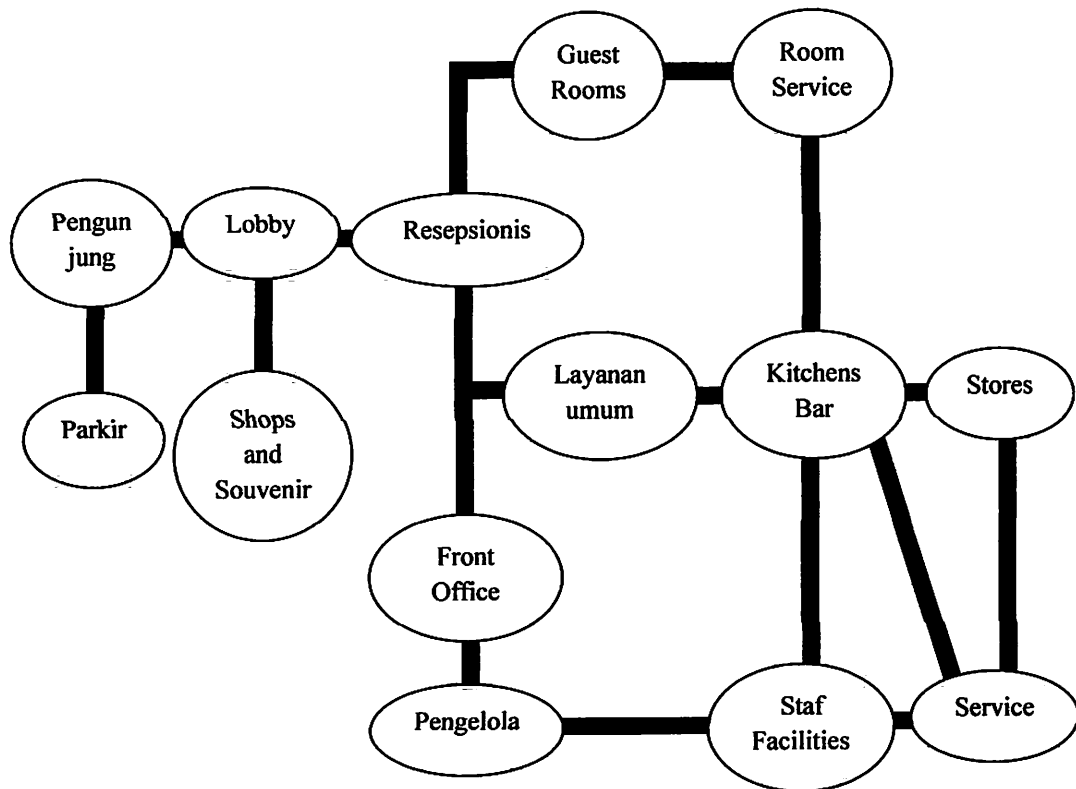 Guest
Rooms
Room
Service
Pengun
jung
Lobby
Resepsionis
Parkir
Shops
and
Souvenir
Layanan
umum
Kitchens
Bar
Stores
Front
Office
Pengelola
Staf
Facilities
Service